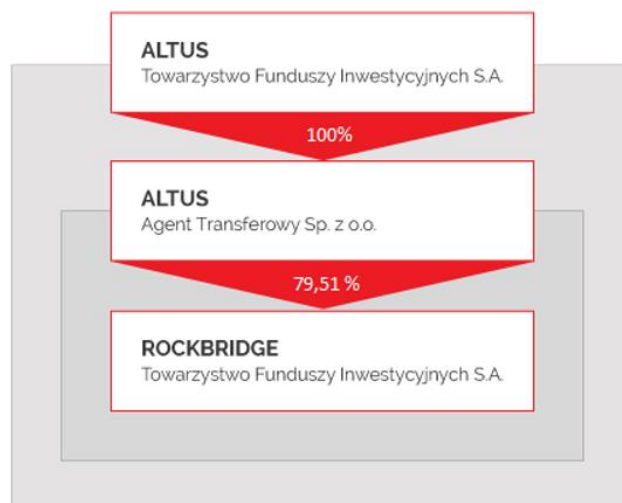 ALTUS
Towarzystwo Funduszy Inwestycyjnych S.A.
100%
ALTUS
Agent Transferowy Sp. z o.o.
79,51 %
ROCKBRIDGE
Towarzystwo Funduszy Inwestycyjnych S.A.